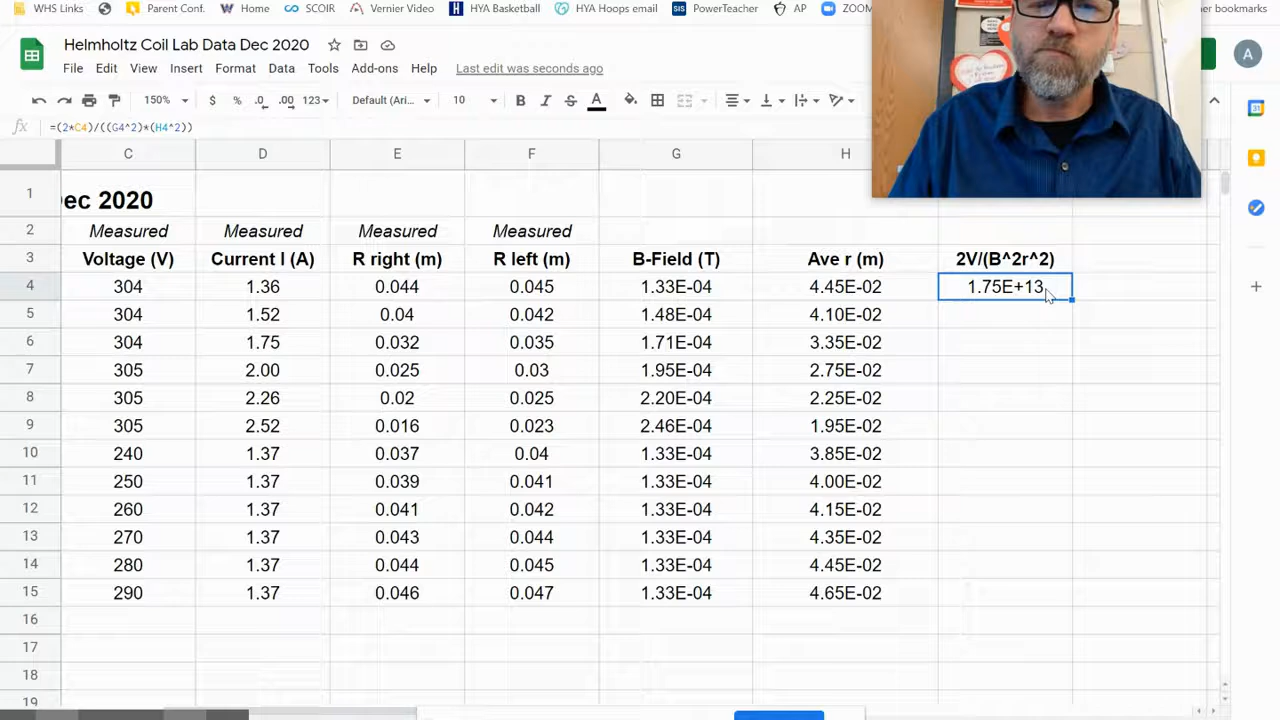 WHS Links Parent Conf. Home SCOIR Vernier Video HYA Basketball HYA Hoops email PowerTeacher AP ZOOM her bookmarks
Helmholtz Coil Lab Data Dec 2020
File Edit View Insert Format Tools Add-ons Help Last edit was seconds ago
150% $ % .0 .00 123 Default (Ari... 10 B I S A
fx =(2*C4)/((G4^2)*(H4^2))
C D E F G H
1 ec 2020
2 Measured Measured Measured Measured
3 Voltage (V) Current I (A) R right (m) R left (m) B-Field (T) Ave r (m) 2V/(B^2r^2)
4 304 1.36 0.044 0.045 1.33E-04 4.45E-02 1.75E+13
5 304 1.52 0.04 0.042 1.48E-04 4.10E-02
6 304 1.75 0.032 0.035 1.71E-04 3.35E-02
7 305 2.00 0.025 0.03 1.95E-04 2.75E-02
8 305 2.26 0.02 0.025 2.20E-04 2.25E-02
9 305 2.52 0.016 0.023 2.46E-04 1.95E-02
10 240 1.37 0.037 0.04 1.33E-04 3.85E-02
11 250 1.37 0.039 0.041 1.33E-04 4.00E-02
12 260 1.37 0.041 0.042 1.33E-04 4.15E-02
13 270 1.37 0.043 0.044 1.33E-04 4.35E-02
14 280 1.37 0.044 0.045 1.33E-04 4.45E-02
15 290 1.37 0.046 0.047 1.33E-04 4.65E-02
16
17
18
19
A
31